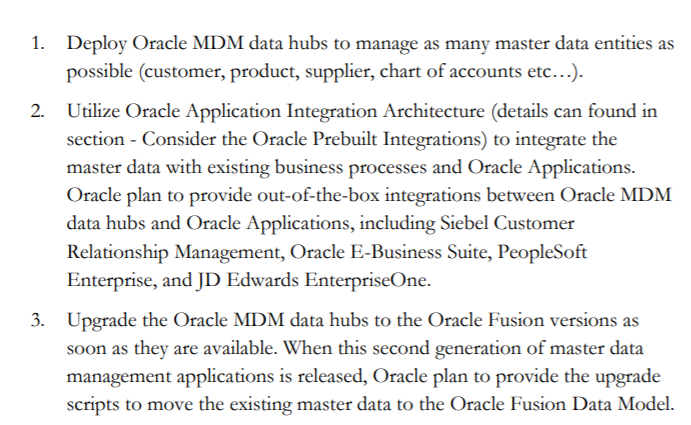 1. Deploy Oracle MDM data hubs to manage as many master data entities as
possible (customer, product, supplier, chart of accounts etc…).
2. Utilize Oracle Application Integration Architecture (details can found in
section - Consider the Oracle Prebuilt Integrations) to integrate the
master data with existing business processes and Oracle Applications.
Oracle plan to provide out-of-the-box integrations between Oracle MDM
data hubs and Oracle Applications, including Siebel Customer
Relationship Management, Oracle E-Business Suite, PeopleSoft
Enterprise, and JD Edwards EnterpriseOne.
3. Upgrade the Oracle MDM data hubs to the Oracle Fusion versions as
soon as they are available. When this second generation of master data
management applications is released, Oracle plan to provide the upgrade
scripts to move the existing master data to the Oracle Fusion Data Model.